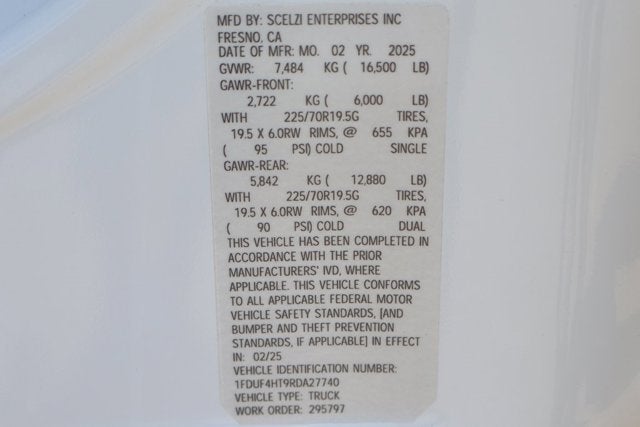 MFD BY: SCELZI ENTERPRISES INC
FRESNO, CA
DATE OF MFR: MO. 02 YR. 2025
GVWR: 7,484 KG ( 16,500 LB)
GAWR-FRONT:
2,722 KG ( 6,000 LB)
WITH 225/70R19.5G TIRES,
19.5 X 6.0RW RIMS, @ 655 KPA
( 95 PSI) COLD SINGLE
GAWR-REAR:
5,842 KG ( 12,880 LB)
WITH 225/70R19.5G TIRES,
19.5 X 6.0RW RIMS, @ 620 KPA
( 90 PSI) COLD DUAL
THIS VEHICLE HAS BEEN COMPLETED IN
ACCORDANCE WITH THE PRIOR
MANUFACTURERS' IVD, WHERE
APPLICABLE. THIS VEHICLE CONFORMS
TO ALL APPLICABLE FEDERAL MOTOR
VEHICLE SAFETY STANDARDS, [AND
BUMPER AND THEFT PREVENTION
STANDARDS, IF APPLICABLE] IN EFFECT
IN: 02/25
VEHICLE IDENTIFICATION NUMBER:
1FDUF4HT9RDA27740
VEHICLE TYPE: TRUCK
WORK ORDER: 295797